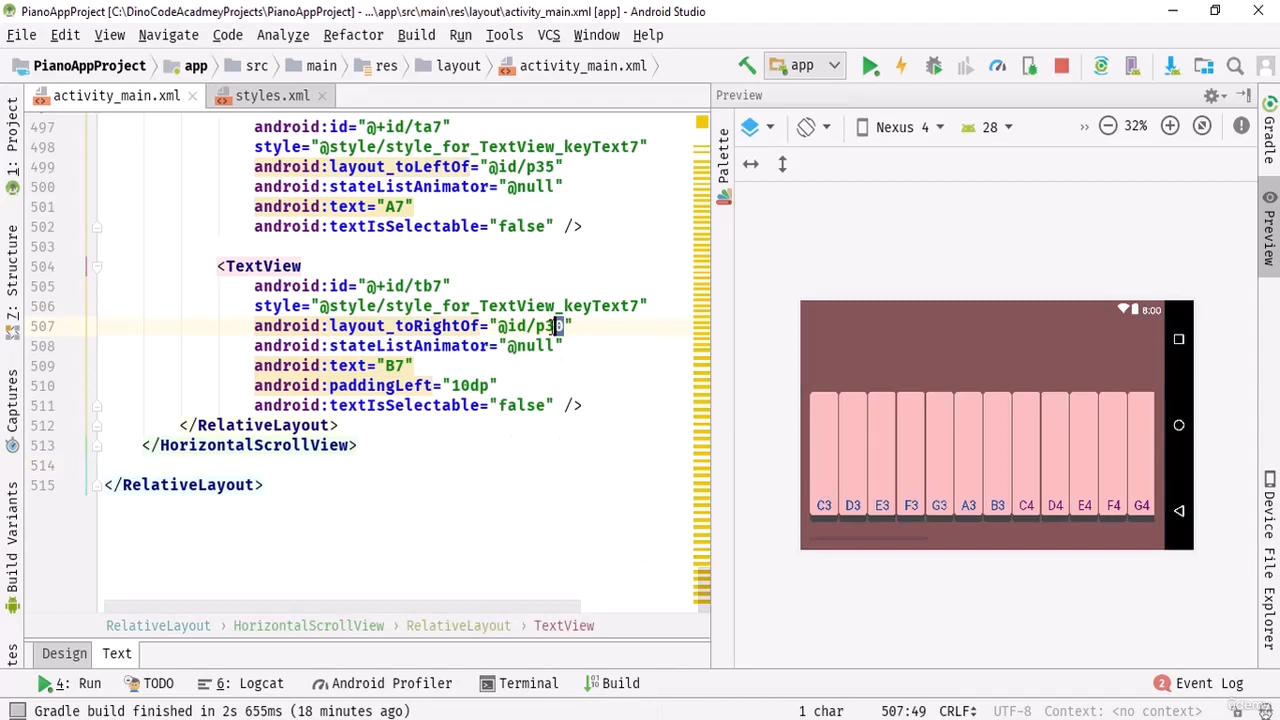 PianoAppProject [C:\DinoCodeAcadmeyProjects\PianoAppProject] - ...\app\src\main\res\layout\activity_main.xml [app] - Android Studio
File Edit View Navigate Code Analyze Refactor Build Run Tools VCS Window Help
PianoAppProject app src main res layout activity_main.xml app
activity_main.xml styles.xml Preview
497 android:id="@+id/ta7"
498 style="@style/style_for_TextView_keyText7"
499 android:layout_toLeftOf="@id/p35"
500 android:stateListAnimator="@null"
501 android:text="A7"
502 android:textIsSelectable="false" />
503
504 <TextView
505 android:id="@+id/tb7"
506 style="@style/style_for_TextView_keyText7"
507 android:layout_toRightOf="@id/p30"
508 android:stateListAnimator="@null"
509 android:text="B7"
510 android:paddingLeft="10dp"
511 android:textIsSelectable="false" />
512 </RelativeLayout>
513 </HorizontalScrollView>
514
515 </RelativeLayout>
RelativeLayout › HorizontalScrollView › RelativeLayout › TextView
Design Text
Nexus 4 28 » 32%
8:00
C3 D3 E3 F3 G3 A3 B3 C4 D4 E4 F4 G4
1: Project
7: Structure
Captures
Build Variants
Palette
Gradle
Preview
Device File Explorer
4: Run TODO 6: Logcat Android Profiler Terminal Build 2 Event Log
Gradle build finished in 2s 655ms (18 minutes ago) 1 char 507:49 CRLF UTF-8 Context: <no context>